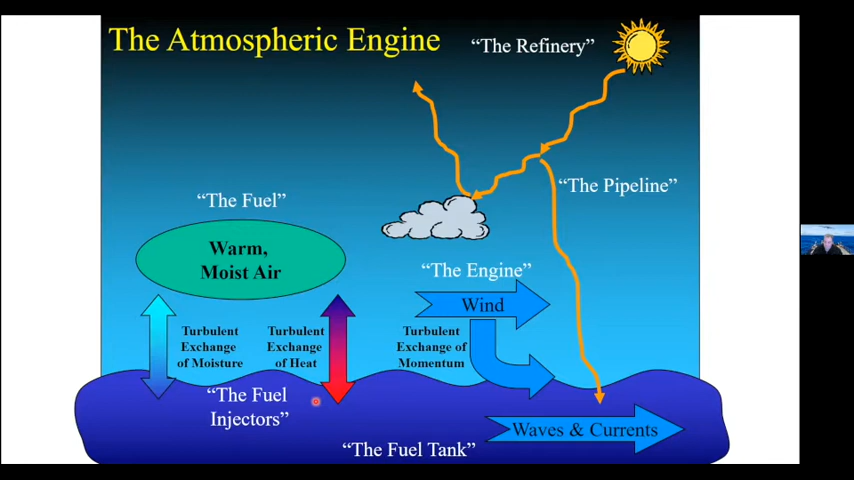 The Atmospheric Engine
“The Refinery”
“The Pipeline”
“The Fuel”
Warm,
Moist Air
“The Engine”
Wind
Turbulent
Exchange
of Moisture
Turbulent
Exchange
of Heat
Turbulent
Exchange of
Momentum
“The Fuel
Injectors”
Waves & Currents
“The Fuel Tank”